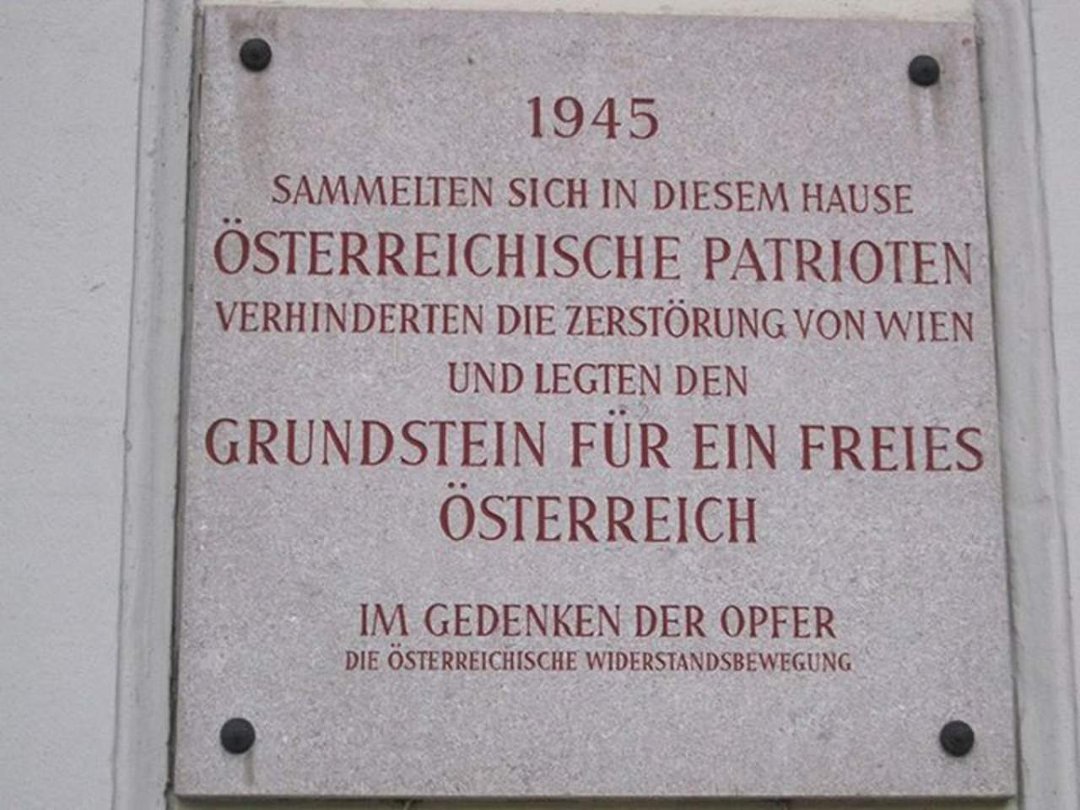 1945
SAMMELTEN SICH IN DIESEM HAUSE
ÖSTERREICHISCHE PATRIOTEN
VERHINDERTEN DIE ZERSTÖRUNG VON WIEN
UND LEGTEN DEN
GRUNDSTEIN FÜR EIN FREIES
ÖSTERREICH
IM GEDENKEN DER OPFER
DIE ÖSTERREICHISCHE WIDERSTANDSBEWEGUNG